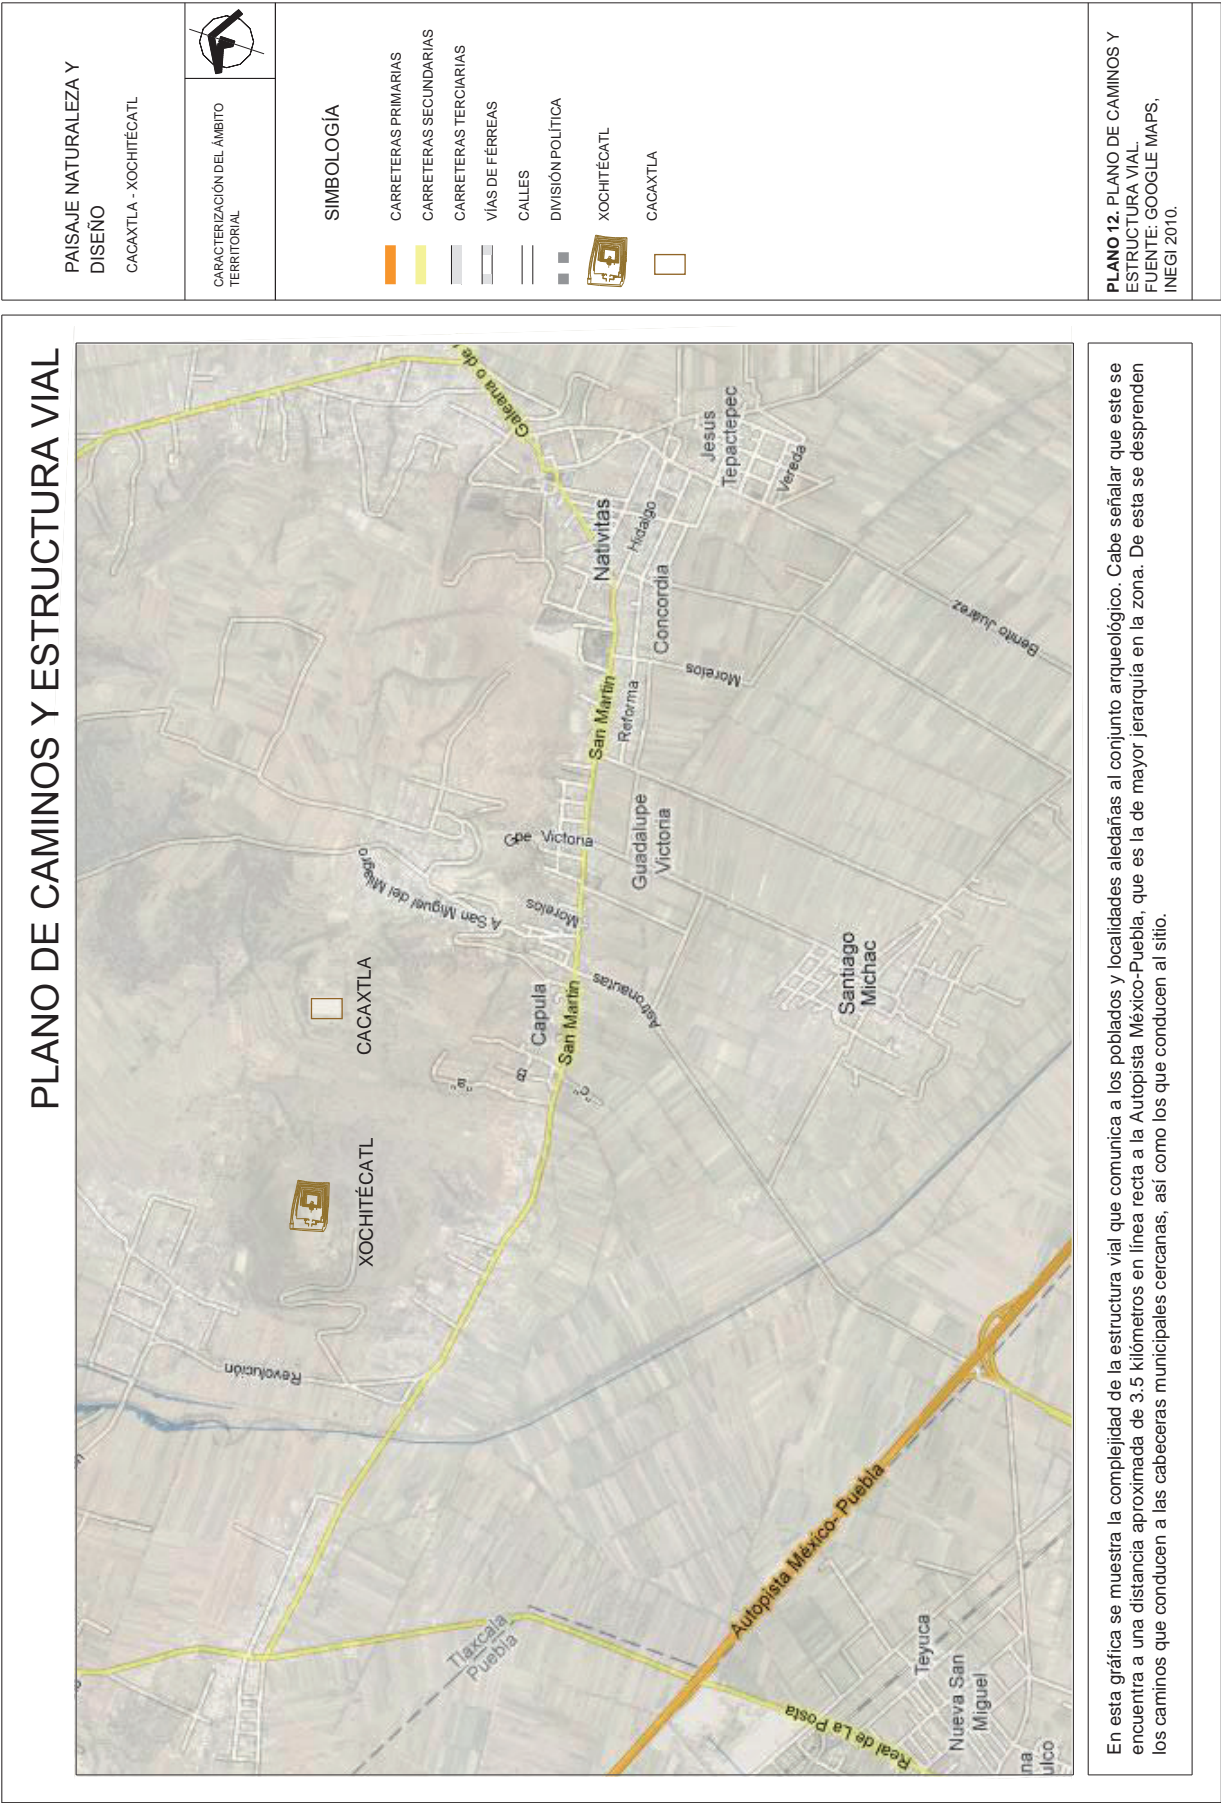 PLANO DE CAMINOS Y ESTRUCTURA VIAL
Revolución
XOCHITÉCATL
CACAXTLA
A San Miguel del Milagro
"a"
B
"c"
Capula
San Martín
Morelos
Astronautas
Gpe Victoria
Guadalupe
Victoria
San Martín
Reforma
Morelos
Concordia
Hidalgo
Nativitas
Galeana o de
Jesús
Tepactepec
Vereda
Benito Juárez
Santiago
Michac
Tlaxcala
Puebla
Autopista México- Puebla
Real de La Posta
Teyuca
Nueva San
Miguel
na
ulco
En esta gráfica se muestra la complejidad de la estructura vial que comunica a los poblados y localidades aledañas al conjunto arqueológico. Cabe señalar que este se
encuentra a una distancia aproximada de 3.5 kilómetros en línea recta a la Autopista México-Puebla, que es la de mayor jerarquía en la zona. De esta se desprenden
los caminos que conducen a las cabeceras municipales cercanas, así como los que conducen al sitio.
PAISAJE NATURALEZA Y
DISEÑO
CACAXTLA - XOCHITÉCATL
CARACTERIZACIÓN DEL ÁMBITO
TERRITORIAL
SIMBOLOGÍA
CARRETERAS PRIMARIAS
CARRETERAS SECUNDARIAS
CARRETERAS TERCIARIAS
VÍAS DE FÉRREAS
CALLES
DIVISIÓN POLÍTICA
XOCHITÉCATL
CACAXTLA
PLANO 12. PLANO DE CAMINOS Y
ESTRUCTURA VIAL.
FUENTE: GOOGLE MAPS,
INEGI 2010.